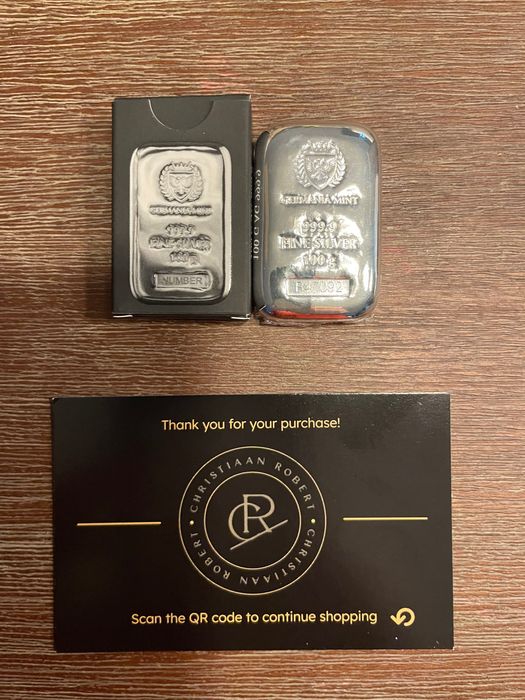 GERMANIA MINT
999.9
FINE SILVER
100 g
NUMBER
100 G
GERMANIA MINT
999.9
FINE SILVER
100 g
Thank you for your purchase!
CHRISTIAAN ROBERT • CHRISTIAAN ROBERT •
CR
Scan the QR code to continue shopping